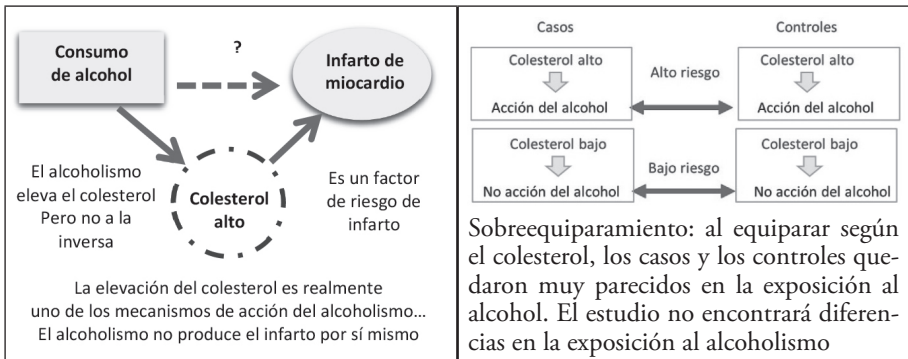 Consumo
de alcohol
?
Infarto de
miocardio
El alcoholismo
eleva el colesterol
Pero no a la
inversa
Colesterol
alto
Es un factor
de riesgo de
infarto
La elevación del colesterol es realmente
uno de los mecanismos de acción del alcoholismo...
El alcoholismo no produce el infarto por sí mismo
Casos
Controles
Colesterol alto
Acción del alcohol
Alto riesgo
Colesterol alto
Acción del alcohol
Colesterol bajo
No acción del alcohol
Bajo riesgo
Colesterol bajo
No acción del alcohol
Sobreequiparamiento: al equiparar según
el colesterol, los casos y los controles que-
daron muy parecidos en la exposición al
alcohol. El estudio no encontrará diferen-
cias en la exposición al alcoholismo